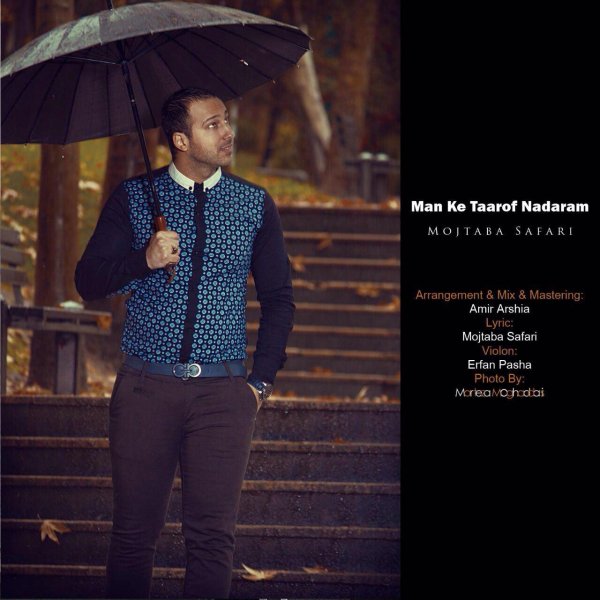 Man Ke Taarof Nadaram
Mojtaba Safari
Arrangement & Mix & Mastering:
Amir Arshia
Lyric:
Mojtaba Safari
Violon:
Erfan Pasha
Photo By: